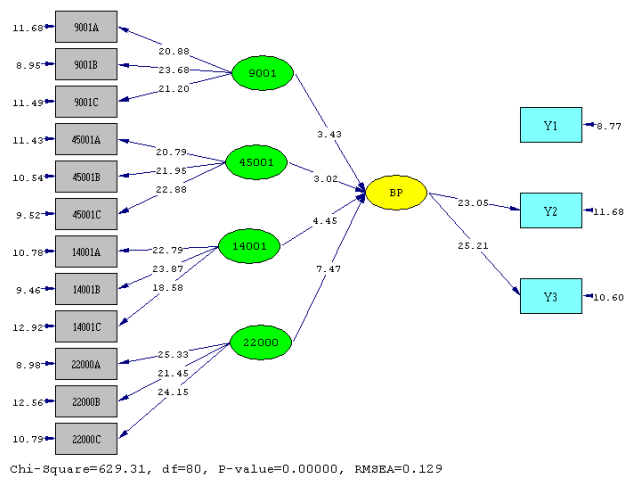 11.68 9001A
20.88
8.95 9001B
23.68
9001
21.20
11.49 9001C
3.43
Y1 8.77
11.43 45001A
20.79
45001
10.54 45001B
21.95
3.02
22.88
BP
23.05
Y2 11.68
9.52 45001C
4.45
10.78 14001A
22.79
14001
25.21
23.87
9.46 14001B
18.58
7.47
Y3 10.60
12.92 14001C
22000
25.33
8.98 22000A
21.45
12.56 22000B
24.15
10.79 22000C
Chi-Square=629.31, df=80, P-value=0.00000, RMSEA=0.129